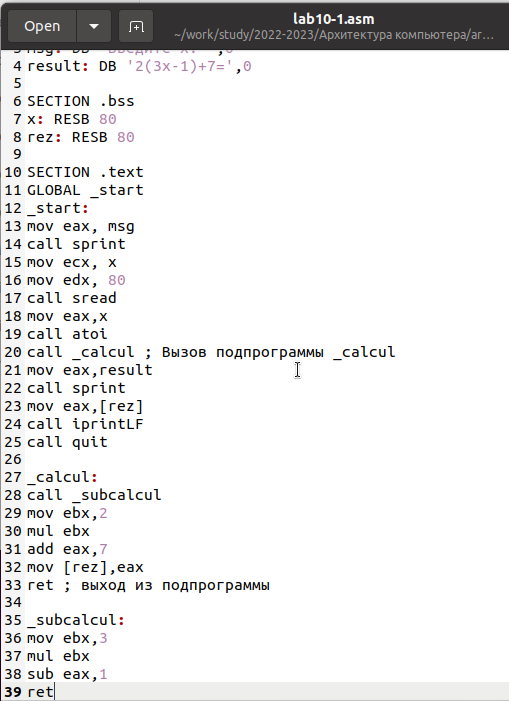 Open
lab10-1.asm
~/work/study/2022-2023/Архитектура компьютера/ar…
4 result: DB '2(3x-1)+7=',0
5
6 SECTION .bss
7 x: RESB 80
8 rez: RESB 80
9
10 SECTION .text
11 GLOBAL _start
12 _start:
13 mov eax, msg
14 call sprint
15 mov ecx, x
16 mov edx, 80
17 call sread
18 mov eax,x
19 call atoi
20 call _calcul ; Вызов подпрограммы _calcul
21 mov eax,result
22 call sprint
23 mov eax,[rez]
24 call iprintLF
25 call quit
26
27 _calcul:
28 call _subcalcul
29 mov ebx,2
30 mul ebx
31 add eax,7
32 mov [rez],eax
33 ret ; выход из подпрограммы
34
35 _subcalcul:
36 mov ebx,3
37 mul ebx
38 sub eax,1
39 ret